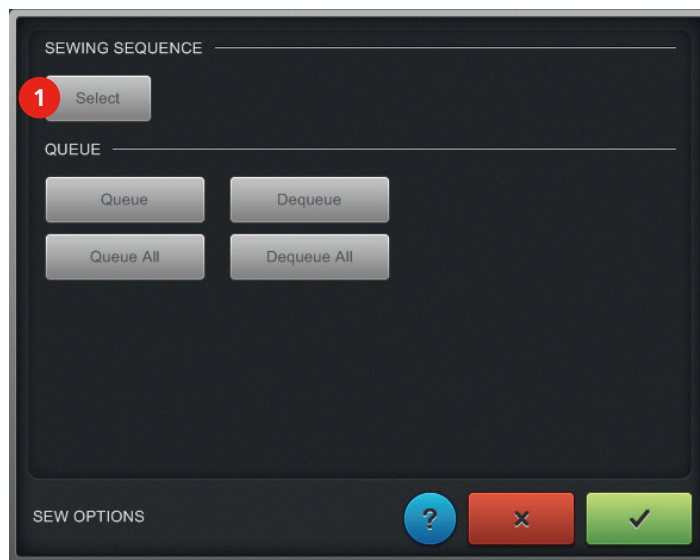 SEWING SEQUENCE
1 Select
QUEUE
Queue Dequeue
Queue All Dequeue All
SEW OPTIONS ?